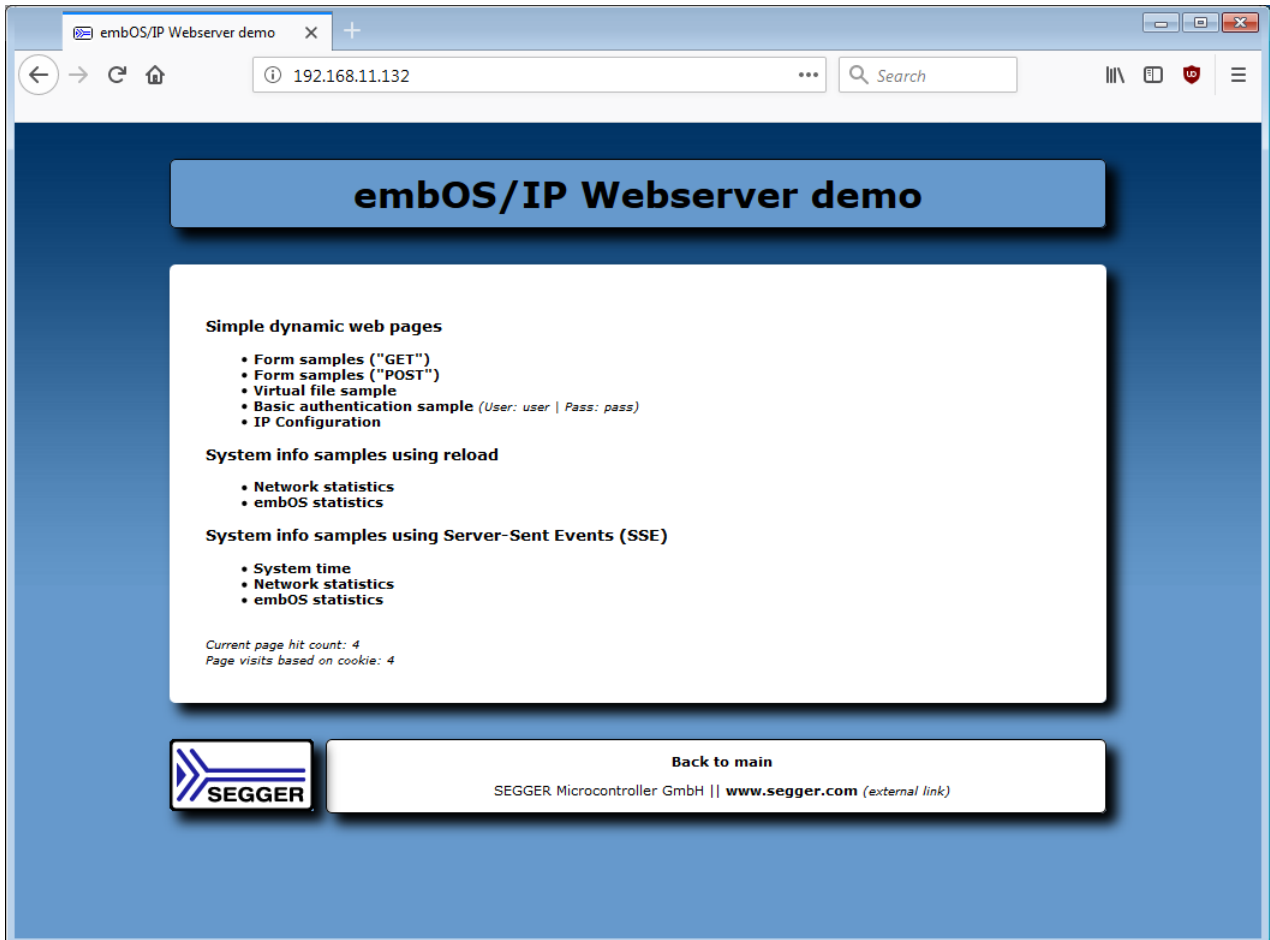 embOS/IP Webserver demo
192.168.11.132
Search
embOS/IP Webserver demo
Simple dynamic web pages
• Form samples ("GET")
• Form samples ("POST")
• Virtual file sample
• Basic authentication sample (User: user | Pass: pass)
• IP Configuration
System info samples using reload
• Network statistics
• embOS statistics
System info samples using Server-Sent Events (SSE)
• System time
• Network statistics
• embOS statistics
Current page hit count: 4
Page visits based on cookie: 4
SEGGER
Back to main
SEGGER Microcontroller GmbH || www.segger.com (external link)